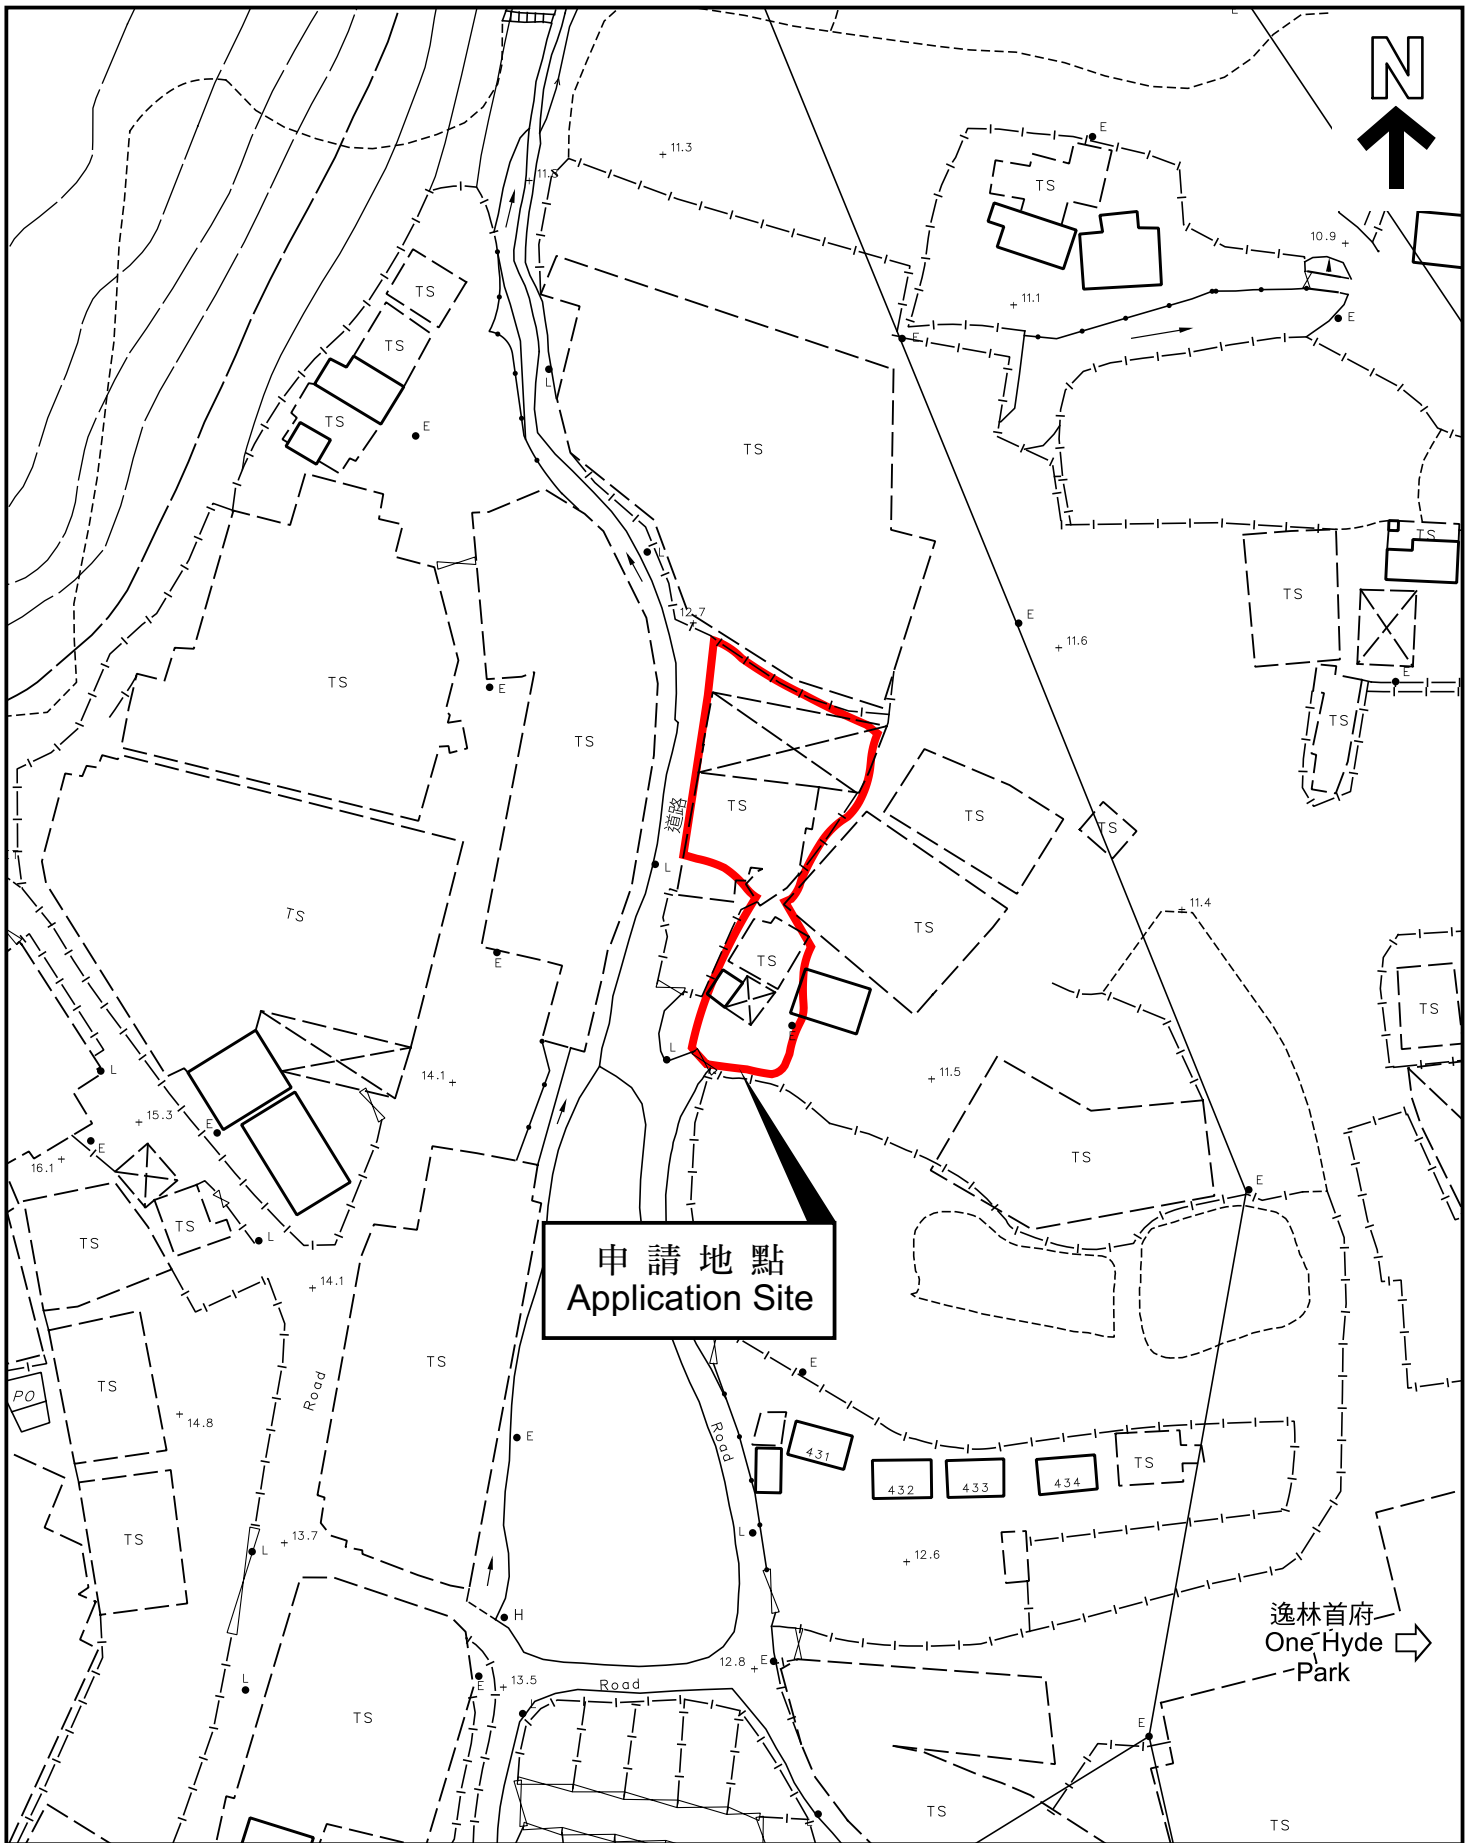 N
E
11.3
11.5
TS
10.9
TS
11.1
E
TS
E
L
TS
E
TS
L
TS
TS
12.7
E
11.6
TS
E
TS
E
TS
TS
道路
TS
TS
TS
L
TS
11.4
TS
E
TS
TS
E
L
L
14.1
11.5
15.3
E
E
16.1
TS
E
TS
TS
L
申請地點
Application Site
14.1
TS
E
TS
Road
PO
14.8
E
Road
431
432
433
434
TS
TS
13.7
L
L
12.6
H
逸林首府
One Hyde
Park
12.8
E
L
E
13.5
Road
L
TS
E
TS
TS